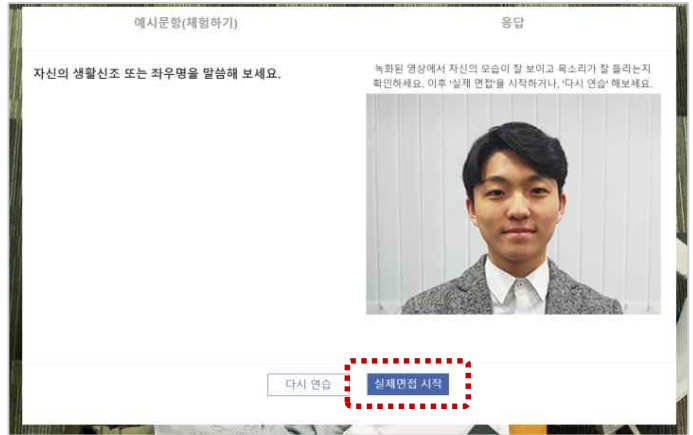 예시문항(체험하기)
응답
자신의 생활신조 또는 좌우명을 말씀해 보세요.
녹화된 영상에서 자신의 모습이 잘 보이고 목소리가 잘 들리는지
확인하세요. 이후 '실제 면접'을 시작하거나, '다시 연습' 해보세요.
다시 연습
실제면접 시작